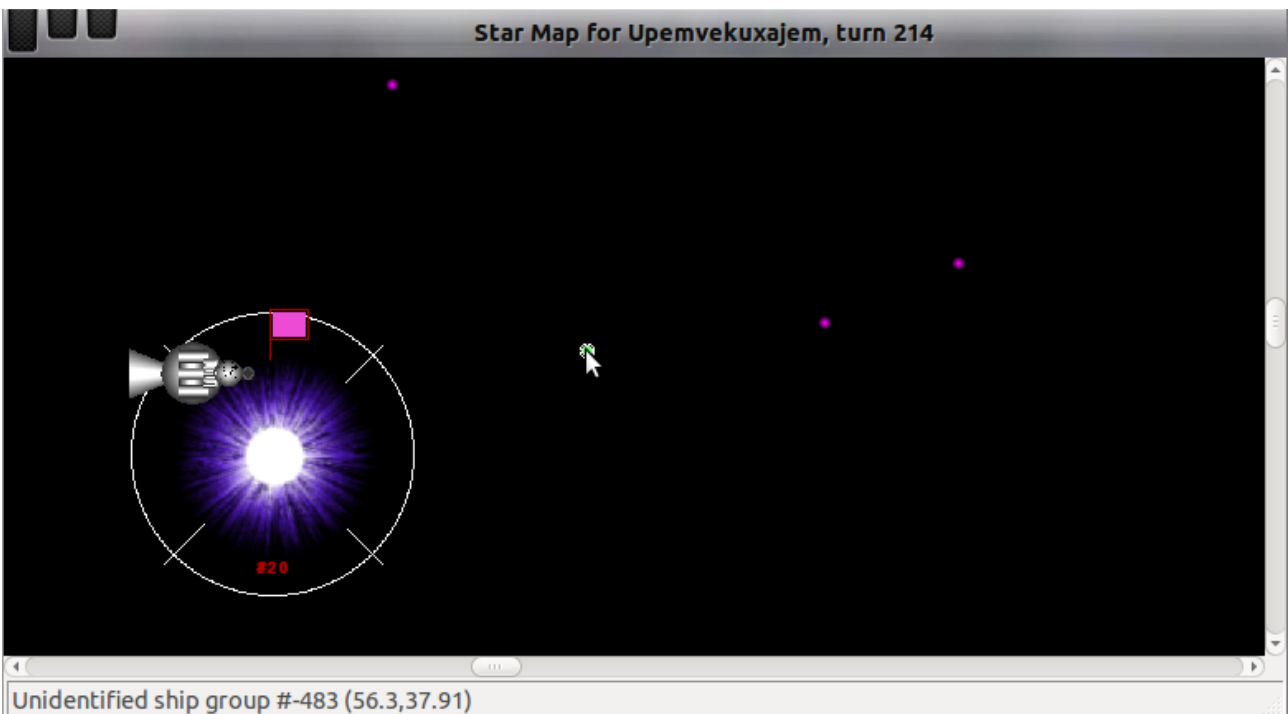 Star Map for Upemvekuxajem, turn 214
#20
Unidentified ship group #-483 (56.3,37.91)